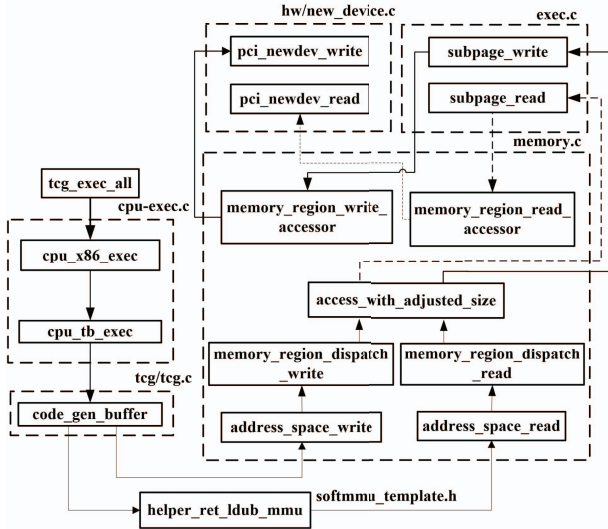 hw/new_device.c
exec.c
pci_newdev_write
subpage_write
pci_newdev_read
subpage_read
memory.c
tcg_exec_all
cpu-exec.c
memory_region_write_
accessor
memory_region_read_
accessor
cpu_x86_exec
access_with_adjusted_size
cpu_tb_exec
memory_region_dispatch
_write
memory_region_dispatch
_read
tcg/tcg.c
code_gen_buffer
address_space_write
address_space_read
softmmu_template.h
helper_ret_ldub_mmu